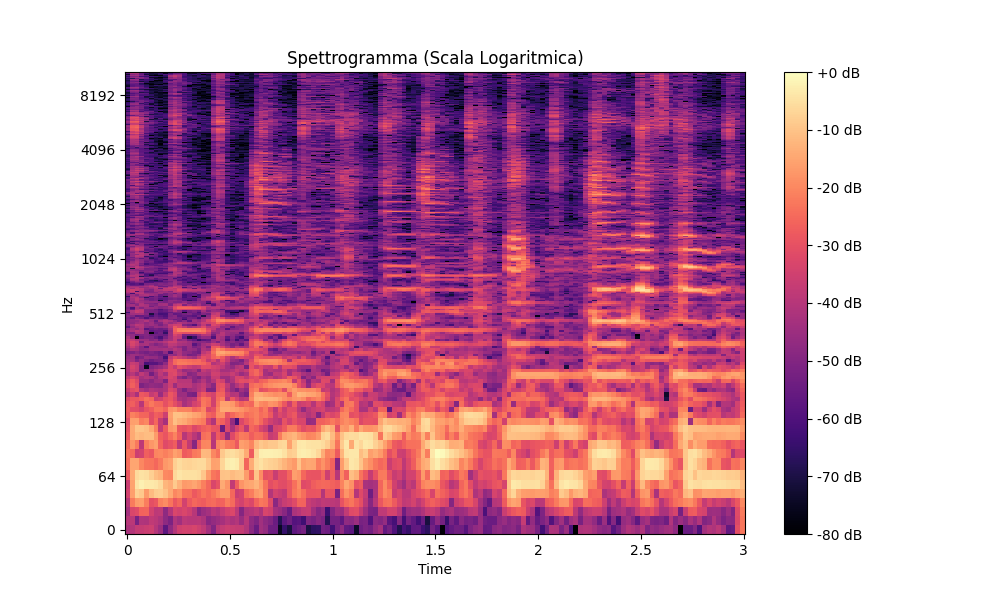 Spettrogramma (Scala Logaritmica)
Hz
8192
4096
2048
1024
512
256
128
64
0
0
0.5
1
1.5
2
2.5
3
Time
+0 dB
-10 dB
-20 dB
-30 dB
-40 dB
-50 dB
-60 dB
-70 dB
-80 dB